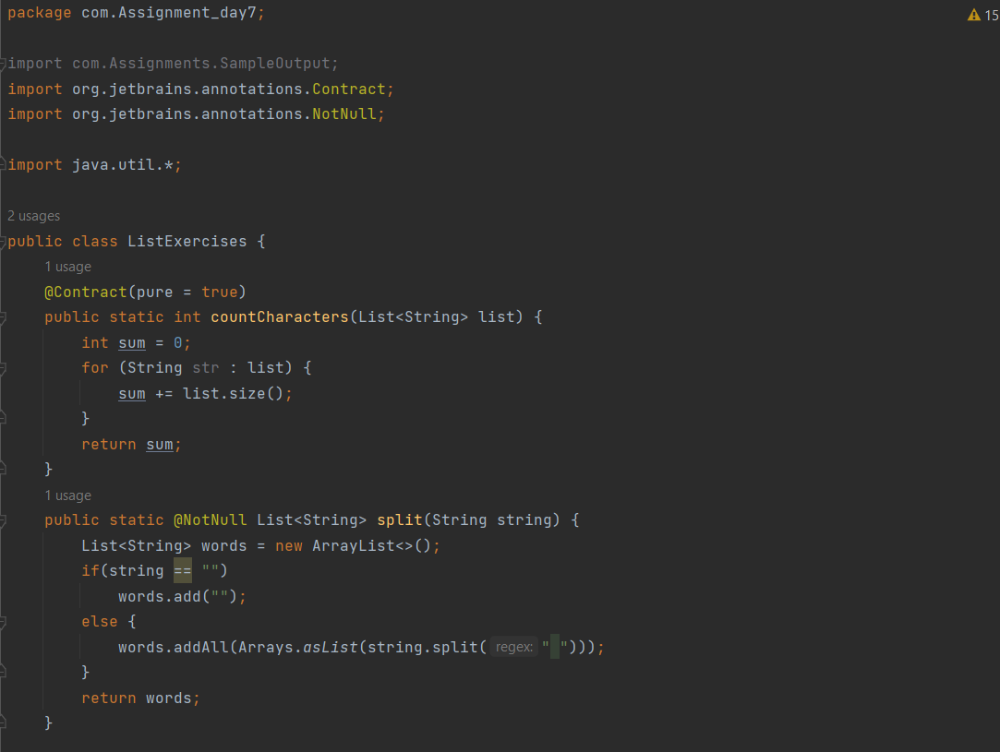 package com.Assignment_day7;
15
import com.Assignments.SampleOutput;
import org.jetbrains.annotations.Contract;
import org.jetbrains.annotations.NotNull;
import java.util.*;
2 usages
public class ListExercises {
1 usage
@Contract(pure = true)
public static int countCharacters(List<String> list) {
int sum = 0;
for (String str : list) {
sum += list.size();
}
return sum;
}
1 usage
public static @NotNull List<String> split(String string) {
List<String> words = new ArrayList<>();
if(string == "")
words.add("");
else {
words.addAll(Arrays.asList(string.split( regex: " ")));
}
return words;
}